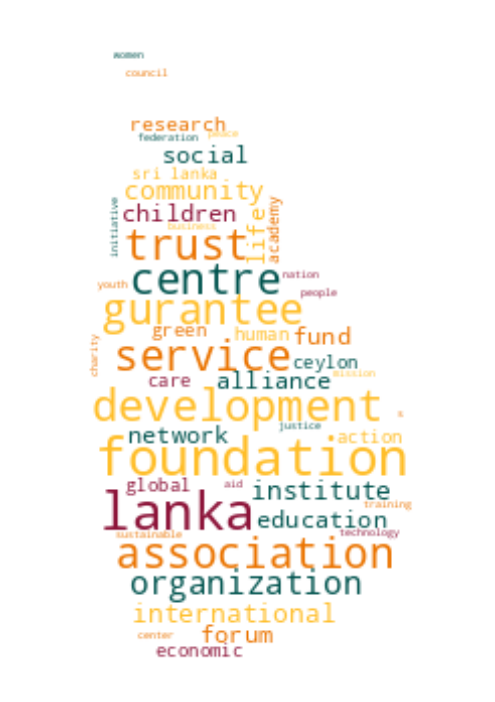 women
council
research
federation peace
social
sri lanka
community
children
initiative
business
life
academy
trust
centre
nation
youth
people
gurantee
green human fund
charity
service
ceylon
care alliance mission
development
s
network justice action
foundation
global aid institute
training
lanka
education
sustainable technology
association
organization
international
center forum
economic